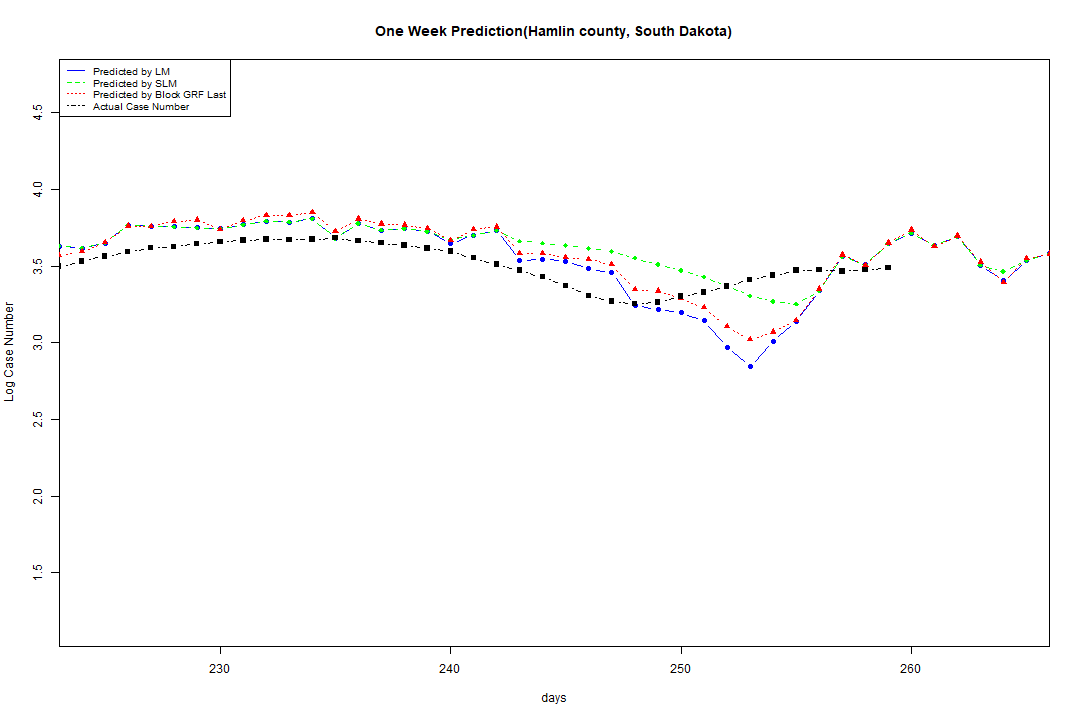 One Week Prediction(Hamlin county, South Dakota)
Predicted by LM
Predicted by SLM
Predicted by Block GRF Last
Actual Case Number
4.5
4.0
3.5
3.0
2.5
2.0
1.5
Log Case Number
230
240
250
260
days